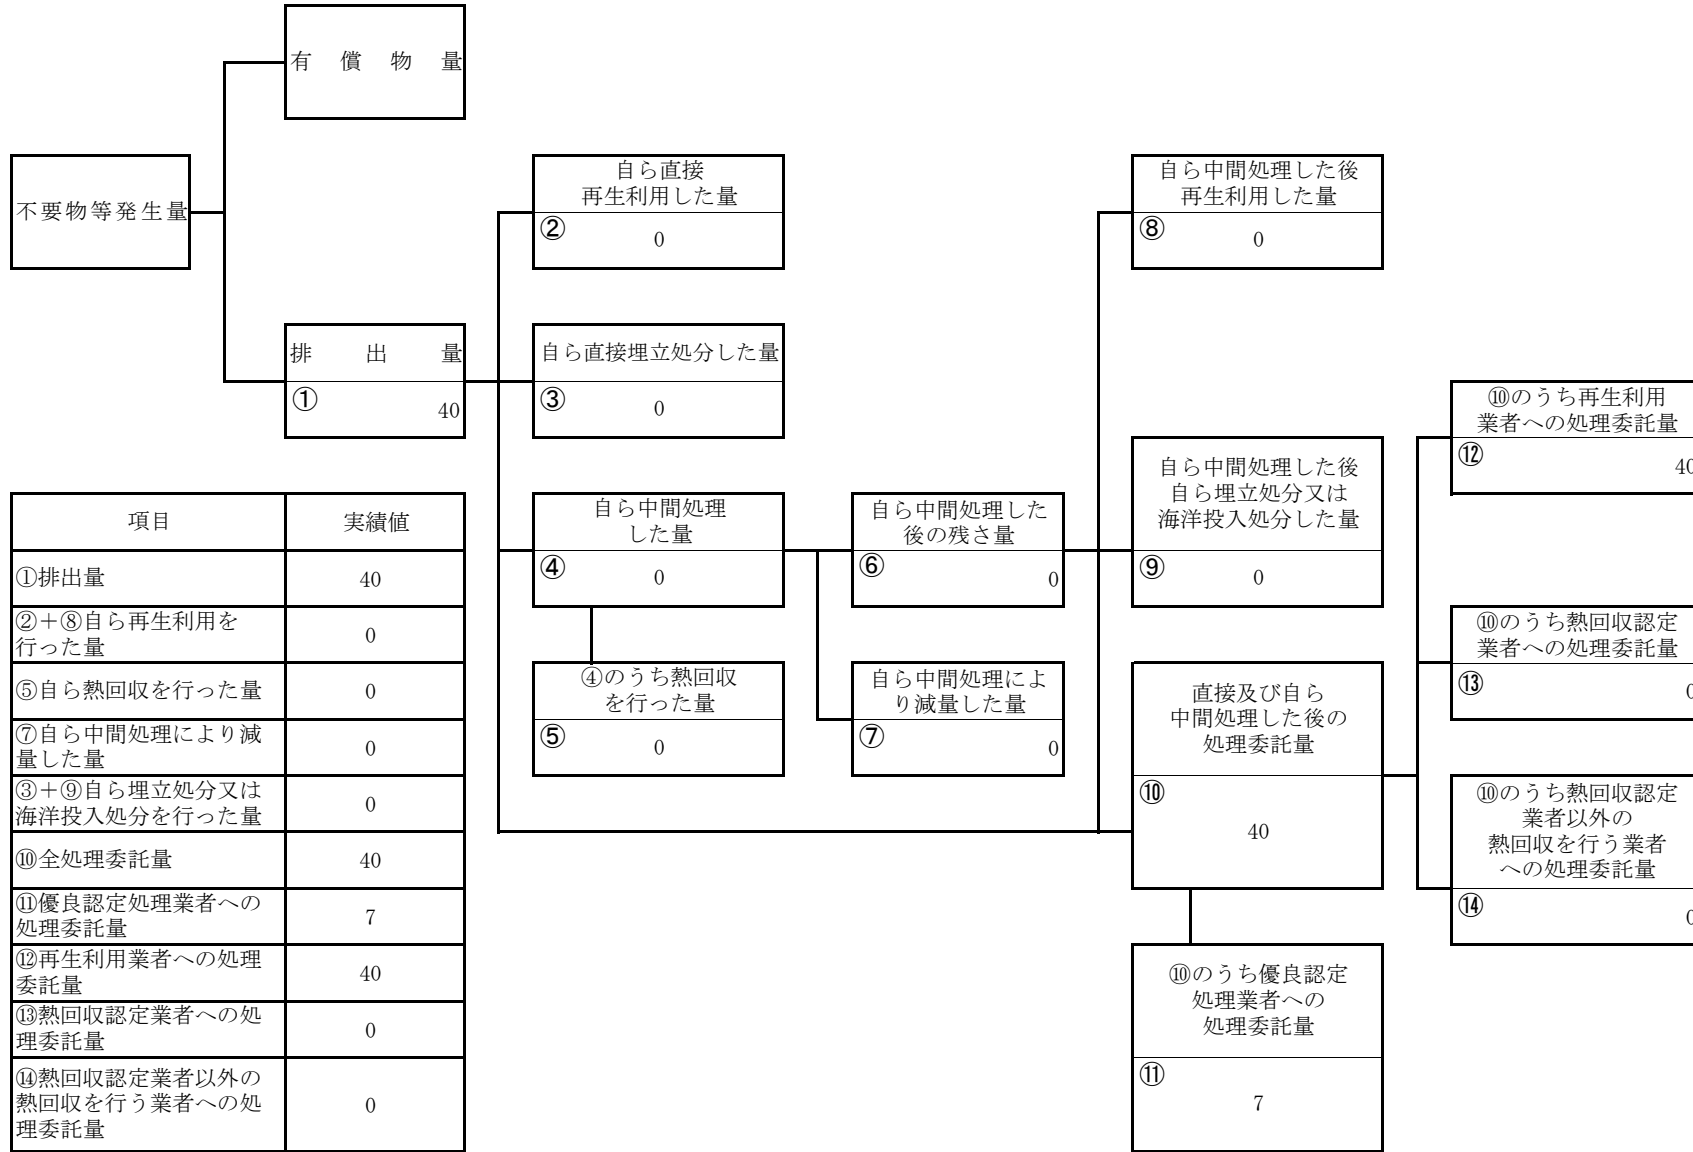 有償物量
不要物等発生量
自ら直接
再生利用した量
②
0
自ら中間処理した後
再生利用した量
⑧
0
排出量
①
40
自ら直接埋立処分した量
③
0
⑩のうち再生利用
業者への処理委託量
⑫
40
自ら中間処理
した量
④
0
自ら中間処理した
後の残さ量
⑥
0
自ら中間処理した後
自ら埋立処分又は
海洋投入処分した量
⑨
0
⑩のうち熱回収認定
業者への処理委託量
⑬
0
④のうち熱回収
を行った量
⑤
0
自ら中間処理によ
り減量した量
⑦
0
直接及び自ら
中間処理した後の
処理委託量
⑩
40
⑩のうち熱回収認定
業者以外の
熱回収を行う業者
への処理委託量
⑭
0
⑩のうち優良認定
処理業者への
処理委託量
⑪
7
項目 実績値
①排出量 40
②+⑧自ら再生利用を
行った量 0
⑤自ら熱回収を行った量 0
⑦自ら中間処理により減
量した量 0
③+⑨自ら埋立処分又は
海洋投入処分を行った量 0
⑩全処理委託量 40
⑪優良認定処理業者への
処理委託量 7
⑫再生利用業者への処理
委託量 40
⑬熱回収認定業者への処
理委託量 0
⑭熱回収認定業者以外の
熱回収を行う業者への処
理委託量 0